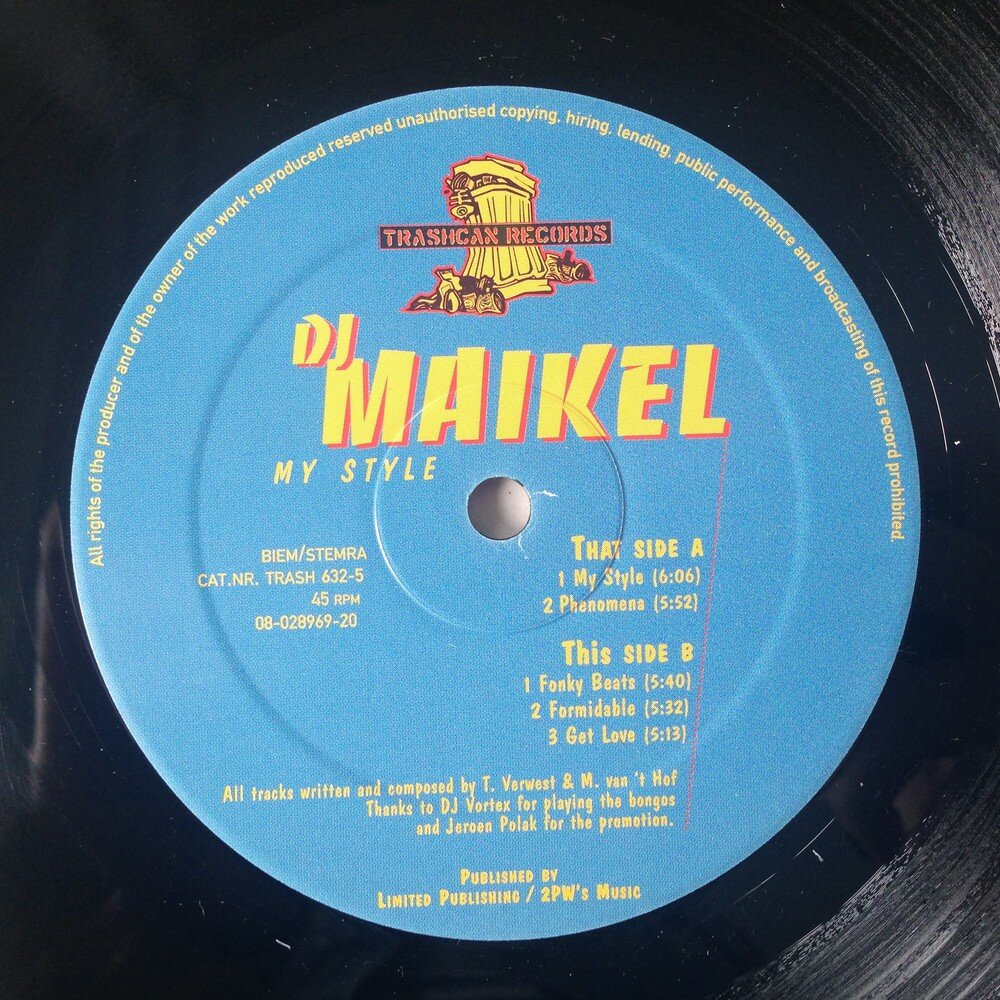 All rights of the producer and of the owner of the work reproduced reserved unauthorised copying, hiring, lending, public performance and broadcasting of this record prohibited.
TRASHCAN RECORDS
DJ
MAIKEL
MY STYLE
BIEM/STEMRA
CAT.NR. TRASH 632-5
45 RPM
08-028969-20
THAT SIDE A
1 My Style (6:06)
2 Phenomena (5:52)
This SIDE B
1 Fonky Beats (5:40)
2 Formidable (5:32)
3 Get Love (5:13)
All tracks written and composed by T. Verwest & M. van 't Hof
Thanks to DJ Vortex for playing the bongos
and Jeroen Polak for the promotion.
PUBLISHED BY
LIMITED PUBLISHING / 2PW'S MUSIC